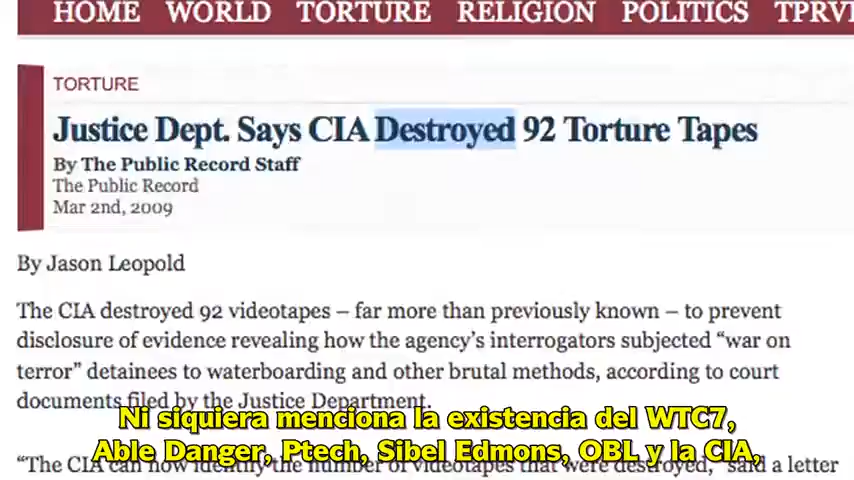 HOME WORLD TORTURE RELIGION POLITICS TPRVI
TORTURE
Justice Dept. Says CIA Destroyed 92 Torture Tapes
By The Public Record Staff
The Public Record
Mar 2nd, 2009
By Jason Leopold
The CIA destroyed 92 videotapes – far more than previously known – to prevent
disclosure of evidence revealing how the agency's interrogators subjected “war on
terror” detainees to waterboarding and other brutal methods, according to court
documents filed by the Justice Department.
Ni siquiera menciona la existencia del WTC7,
Able Danger, Ptech, Sibel Edmons, OBL y la CIA,
“The CIA can now identify the number of videotapes that were destroyed,” said a letter